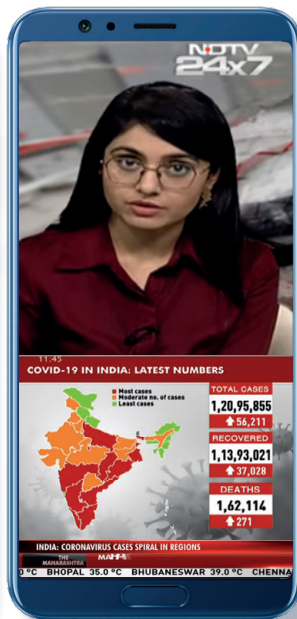 NDTV
24x7
11:45
COVID-19 IN INDIA: LATEST NUMBERS
Most cases
Moderate no. of cases
Least cases
TOTAL CASES
1,20,95,855
56,211
RECOVERED
1,13,93,021
37,028
DEATHS
1,62,114
271
INDIA: CORONAVIRUS CASES SPIRAL IN REGIONS
THE
MAHARASHTRA
0 °C BHOPAL 35.0 °C BHUBANESWAR 39.0 °C CHENNA